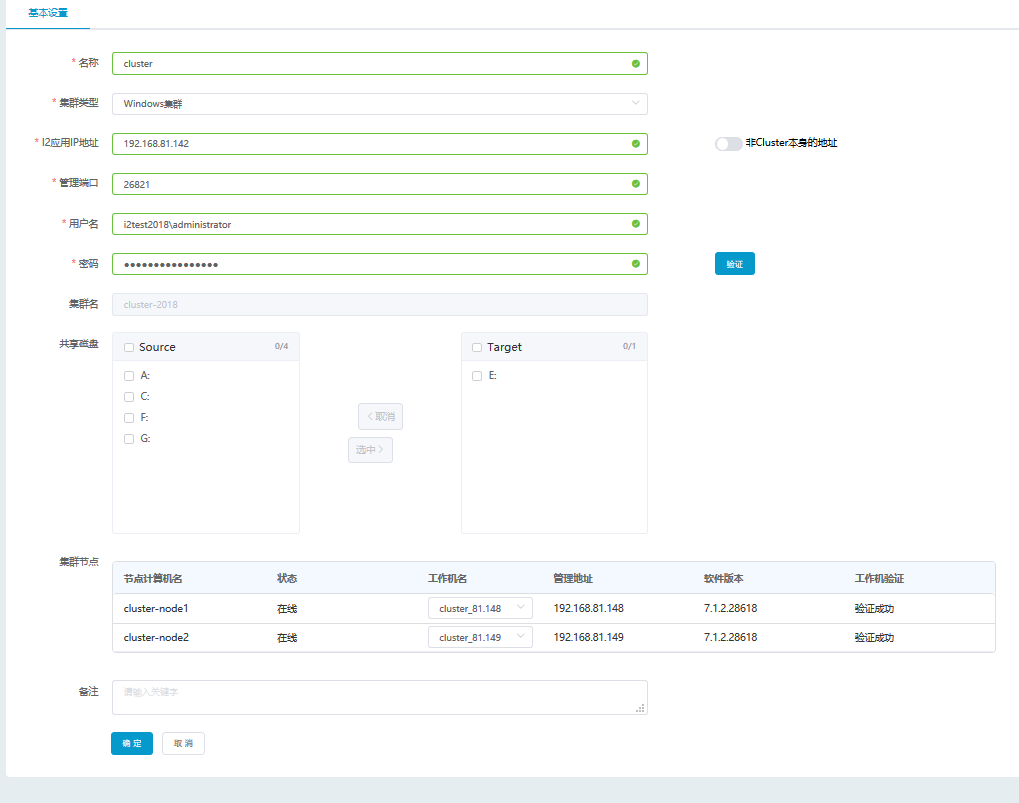 基本设置
* 名称 cluster
* 集群类型 Windows集群
* I2应用IP地址 192.168.81.142 非Cluster本身的地址
* 管理端口 26821
* 用户名 i2test2018\administrator
* 密码 ●●●●●●●●●●●●●●●● 验证
集群名 cluster-2018
共享磁盘 Source 0/4 Target 0/1
A: E:
C:
F:
G:
取消
选中
集群节点
节点计算机名 状态 工作机名 管理地址 软件版本 工作机验证
cluster-node1 在线 cluster_81.148 192.168.81.148 7.1.2.28618 验证成功
cluster-node2 在线 cluster_81.149 192.168.81.149 7.1.2.28618 验证成功
备注 请输入关键字
确 定 取 消